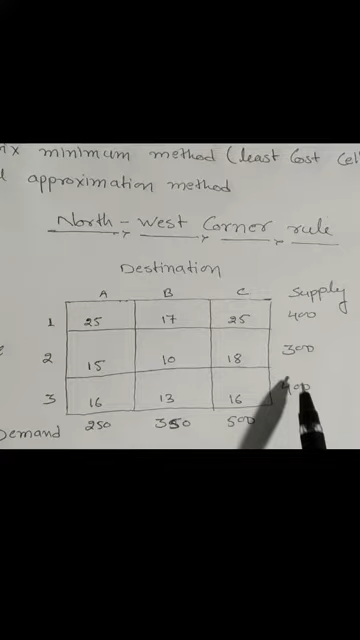 minimum method (least cost cell
approximation method
North-West Corner rule
Destination
A B C Supply
1 25 17 25 400
2 15 10 18 300
3 16 13 16 400
Demand 250 350 500